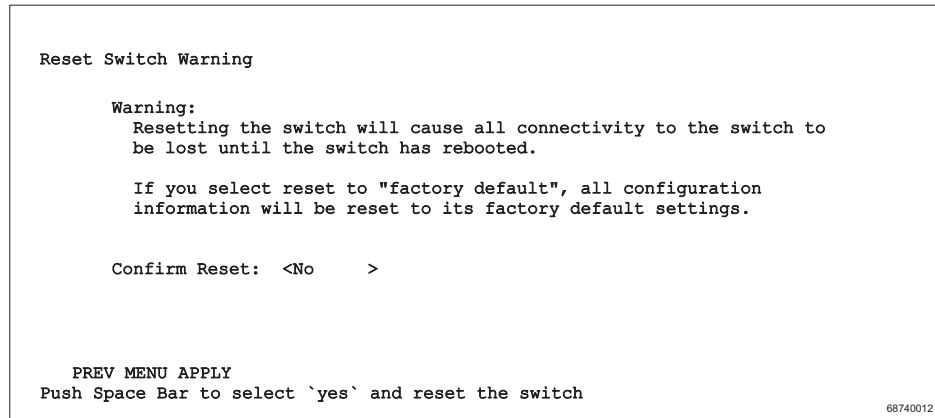 Reset Switch Warning
Warning:
Resetting the switch will cause all connectivity to the switch to
be lost until the switch has rebooted.
If you select reset to "factory default", all configuration
information will be reset to its factory default settings.
Confirm Reset: <No >
PREV MENU APPLY
Push Space Bar to select `yes` and reset the switch
68740012